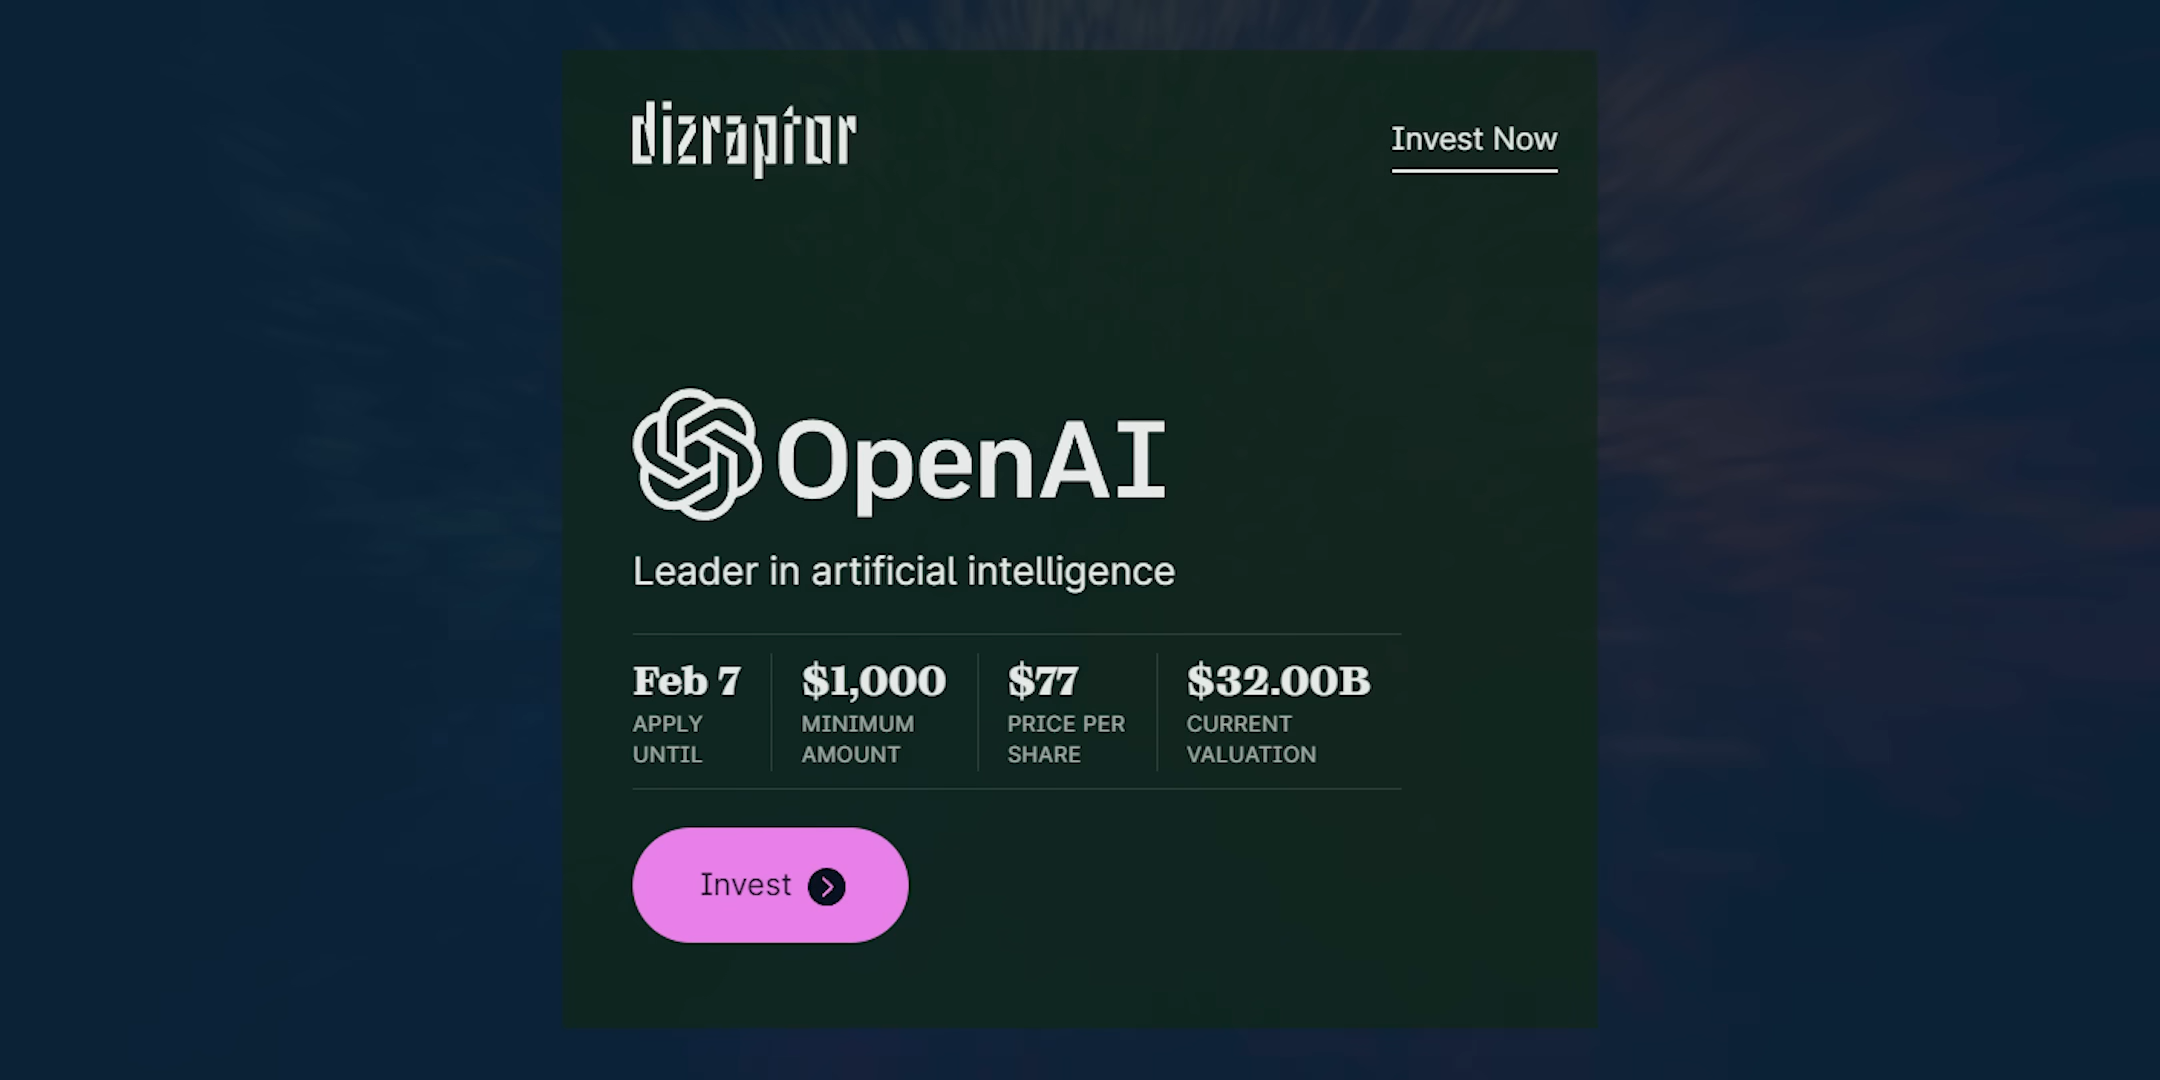 dizraptor
Invest Now
OpenAI
Leader in artificial intelligence
Feb 7
APPLY
UNTIL
$1,000
MINIMUM
AMOUNT
$77
PRICE PER
SHARE
$32.00B
CURRENT
VALUATION
Invest